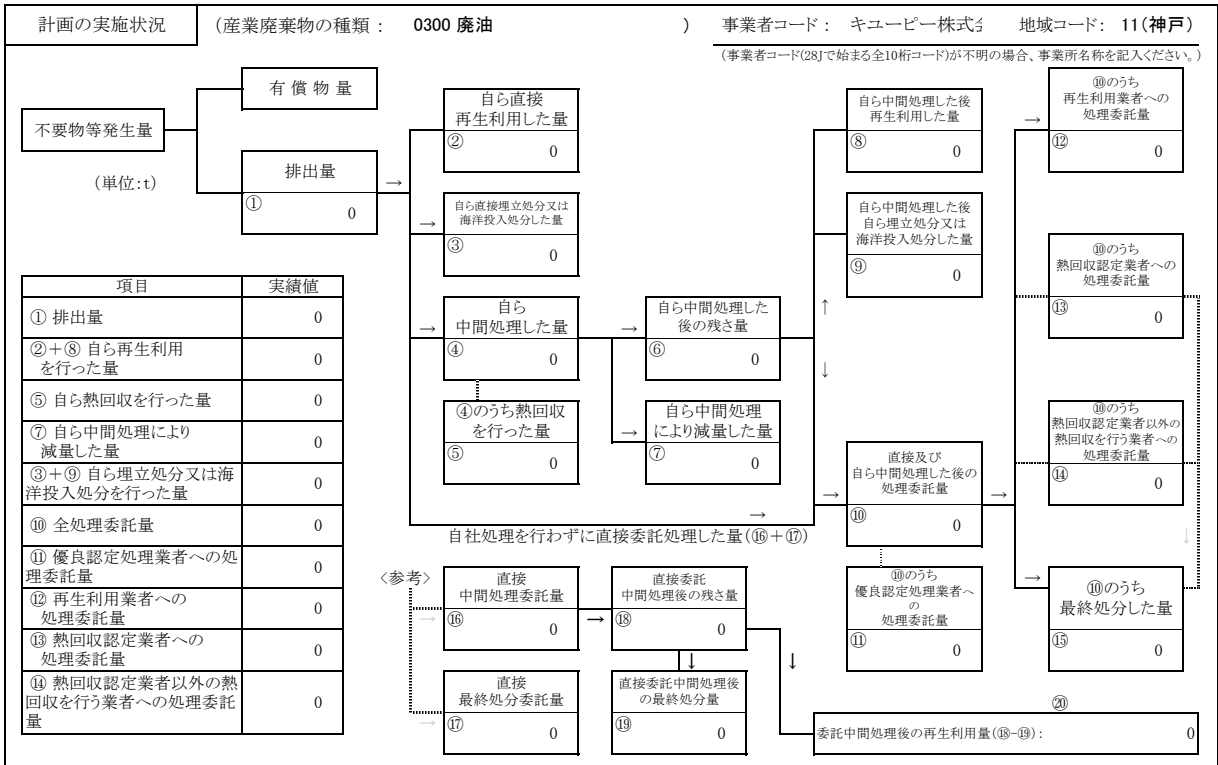 計画の実施状況
(産業廃棄物の種類 : 0300 廃油 )
事業者コード : キユーピー株式 地域コード: 11(神戸)
(事業者コード(28Jで始まる全10桁コード)が不明の場合、事業所名称を記入ください。)
不要物等発生量
(単位:t)
有 償 物 量
排出量
→
① 0
自ら直接
再生利用した量
② 0
→
自ら直接埋立処分又は
海洋投入処分した量
③ 0
→
自ら
中間処理した量
④ 0
④のうち熱回収
を行った量
⑤ 0
→
自ら中間処理した
後の残さ量
⑥ 0
→
自ら中間処理
により減量した量
⑦ 0
自ら中間処理した後
再生利用した量
⑧ 0
自ら中間処理した後
自ら埋立処分又は
海洋投入処分した量
⑨ 0
↑
↓
→
直接及び
自ら中間処理した後の
処理委託量
⑩ 0
→
⑩のうち
優良認定処理業者へ
の
処理委託量
⑪ 0
→
⑩のうち
再生利用業者への
処理委託量
⑫ 0
⑩のうち
熱回収認定業者への
処理委託量
⑬ 0
⑩のうち
熱回収認定業者以外の
熱回収を行う業者への
処理委託量
⑭ 0
↓
→
⑩のうち
最終処分した量
⑮ 0
→
自社処理を行わずに直接委託処理した量(⑯+⑰)
〈参考〉
→
直接
中間処理委託量
⑯ 0
→
直接委託
中間処理後の残さ量
⑱ 0
→
直接
最終処分委託量
⑰ 0
↓
直接委託中間処理後
の最終処分量
⑲ 0
↓
⑳
委託中間処理後の再生利用量(⑱-⑲) : 0
項目 実績値
① 排出量 0
②+⑧ 自ら再生利用
を行った量 0
⑤ 自ら熱回収を行った量 0
⑦ 自ら中間処理により
減量した量 0
③+⑨ 自ら埋立処分又は海
洋投入処分を行った量 0
⑩ 全処理委託量 0
⑪ 優良認定処理業者への処
理委託量 0
⑫ 再生利用業者への
処理委託量 0
⑬ 熱回収認定業者への
処理委託量 0
⑭ 熱回収認定業者以外の熱
回収を行う業者への処理委託
量 0